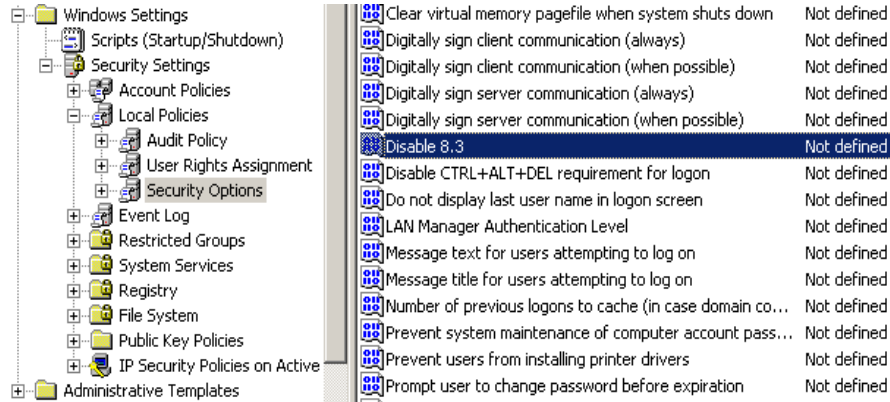 Windows Settings
Scripts (Startup/Shutdown)
Security Settings
Account Policies
Local Policies
Audit Policy
User Rights Assignment
Security Options
Event Log
Restricted Groups
System Services
Registry
File System
Public Key Policies
IP Security Policies on Active
Administrative Templates
Clear virtual memory pagefile when system shuts down Not defined
Digitally sign client communication (always) Not defined
Digitally sign client communication (when possible) Not defined
Digitally sign server communication (always) Not defined
Digitally sign server communication (when possible) Not defined
Disable 8.3 Not defined
Disable CTRL+ALT+DEL requirement for logon Not defined
Do not display last user name in logon screen Not defined
LAN Manager Authentication Level Not defined
Message text for users attempting to log on Not defined
Message title for users attempting to log on Not defined
Number of previous logons to cache (in case domain co... Not defined
Prevent system maintenance of computer account pass... Not defined
Prevent users from installing printer drivers Not defined
Prompt user to change password before expiration Not defined